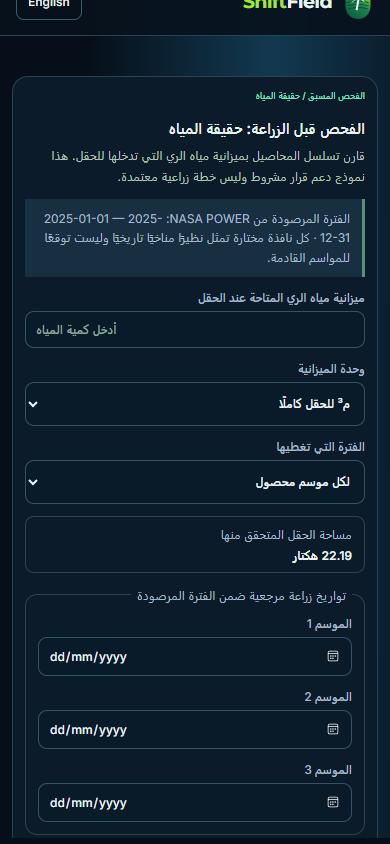 English
ShiftField
الفحص المسبق / حقيقة المياه
الفحص قبل الزراعة: حقيقة المياه
قارن تسلسل المحاصيل بميزانية مياه الري التي تدخلها للحقل. هذا
نموذج دعم قرار مشروط وليس خطة زراعية معتمدة.
الفترة المرصودة من NASA POWER: 2025-01-01 — 2025-
12-31 · كل نافذة مختارة تمثل نظيرًا مناخيًا تاريخيًا وليست توقعًا
للمواسم القادمة.
ميزانية مياه الري المتاحة عند الحقل
أدخل كمية المياه
وحدة الميزانية
م³ للحقل كاملًا
الفترة التي تغطيها
لكل موسم محصول
مساحة الحقل المتحقق منها
22.19 هكتار
تواريخ زراعة مرجعية ضمن الفترة المرصودة
الموسم 1
dd/mm/yyyy
الموسم 2
dd/mm/yyyy
الموسم 3
dd/mm/yyyy